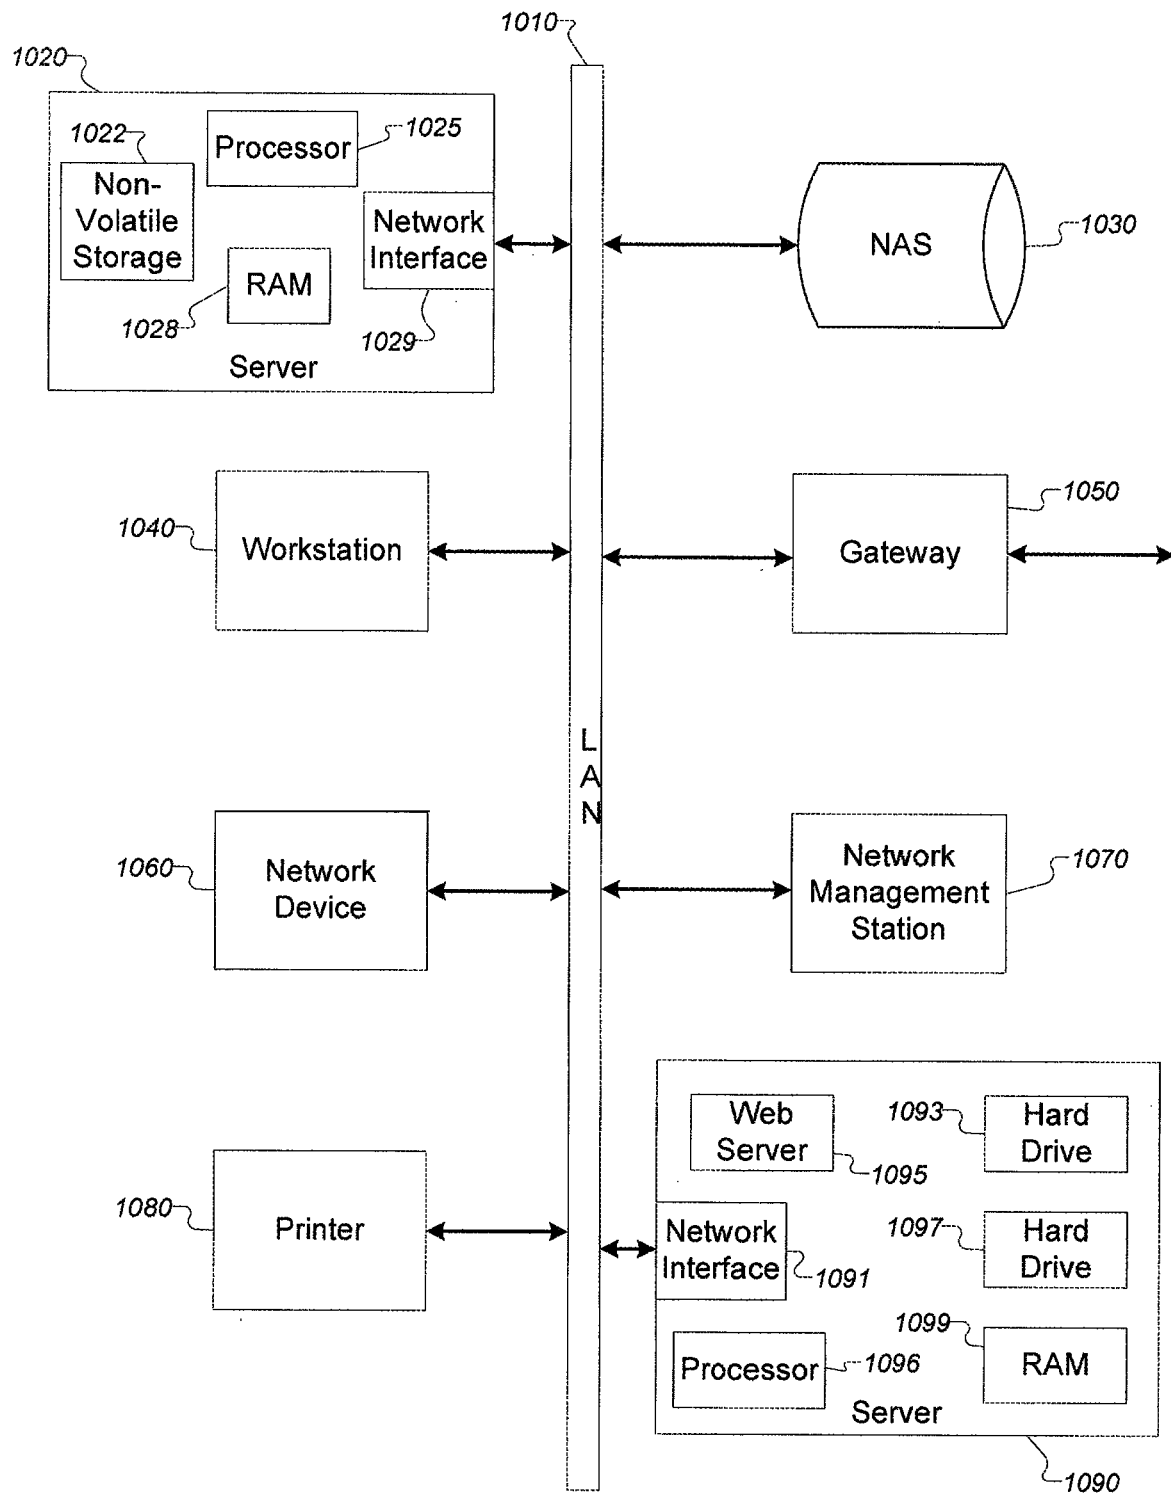 1010
1020
1022
Processor
1025
Non-
Volatile
Storage
Network
Interface
RAM
1028
1029
Server
NAS
1030
1040
Workstation
1050
Gateway
L
A
N
1060
Network
Device
1070
Network
Management
Station
1080
Printer
Web
Server
1095
1093
Hard
Drive
Network
Interface
1091
1097
Hard
Drive
Processor
1096
1099
RAM
Server
1090